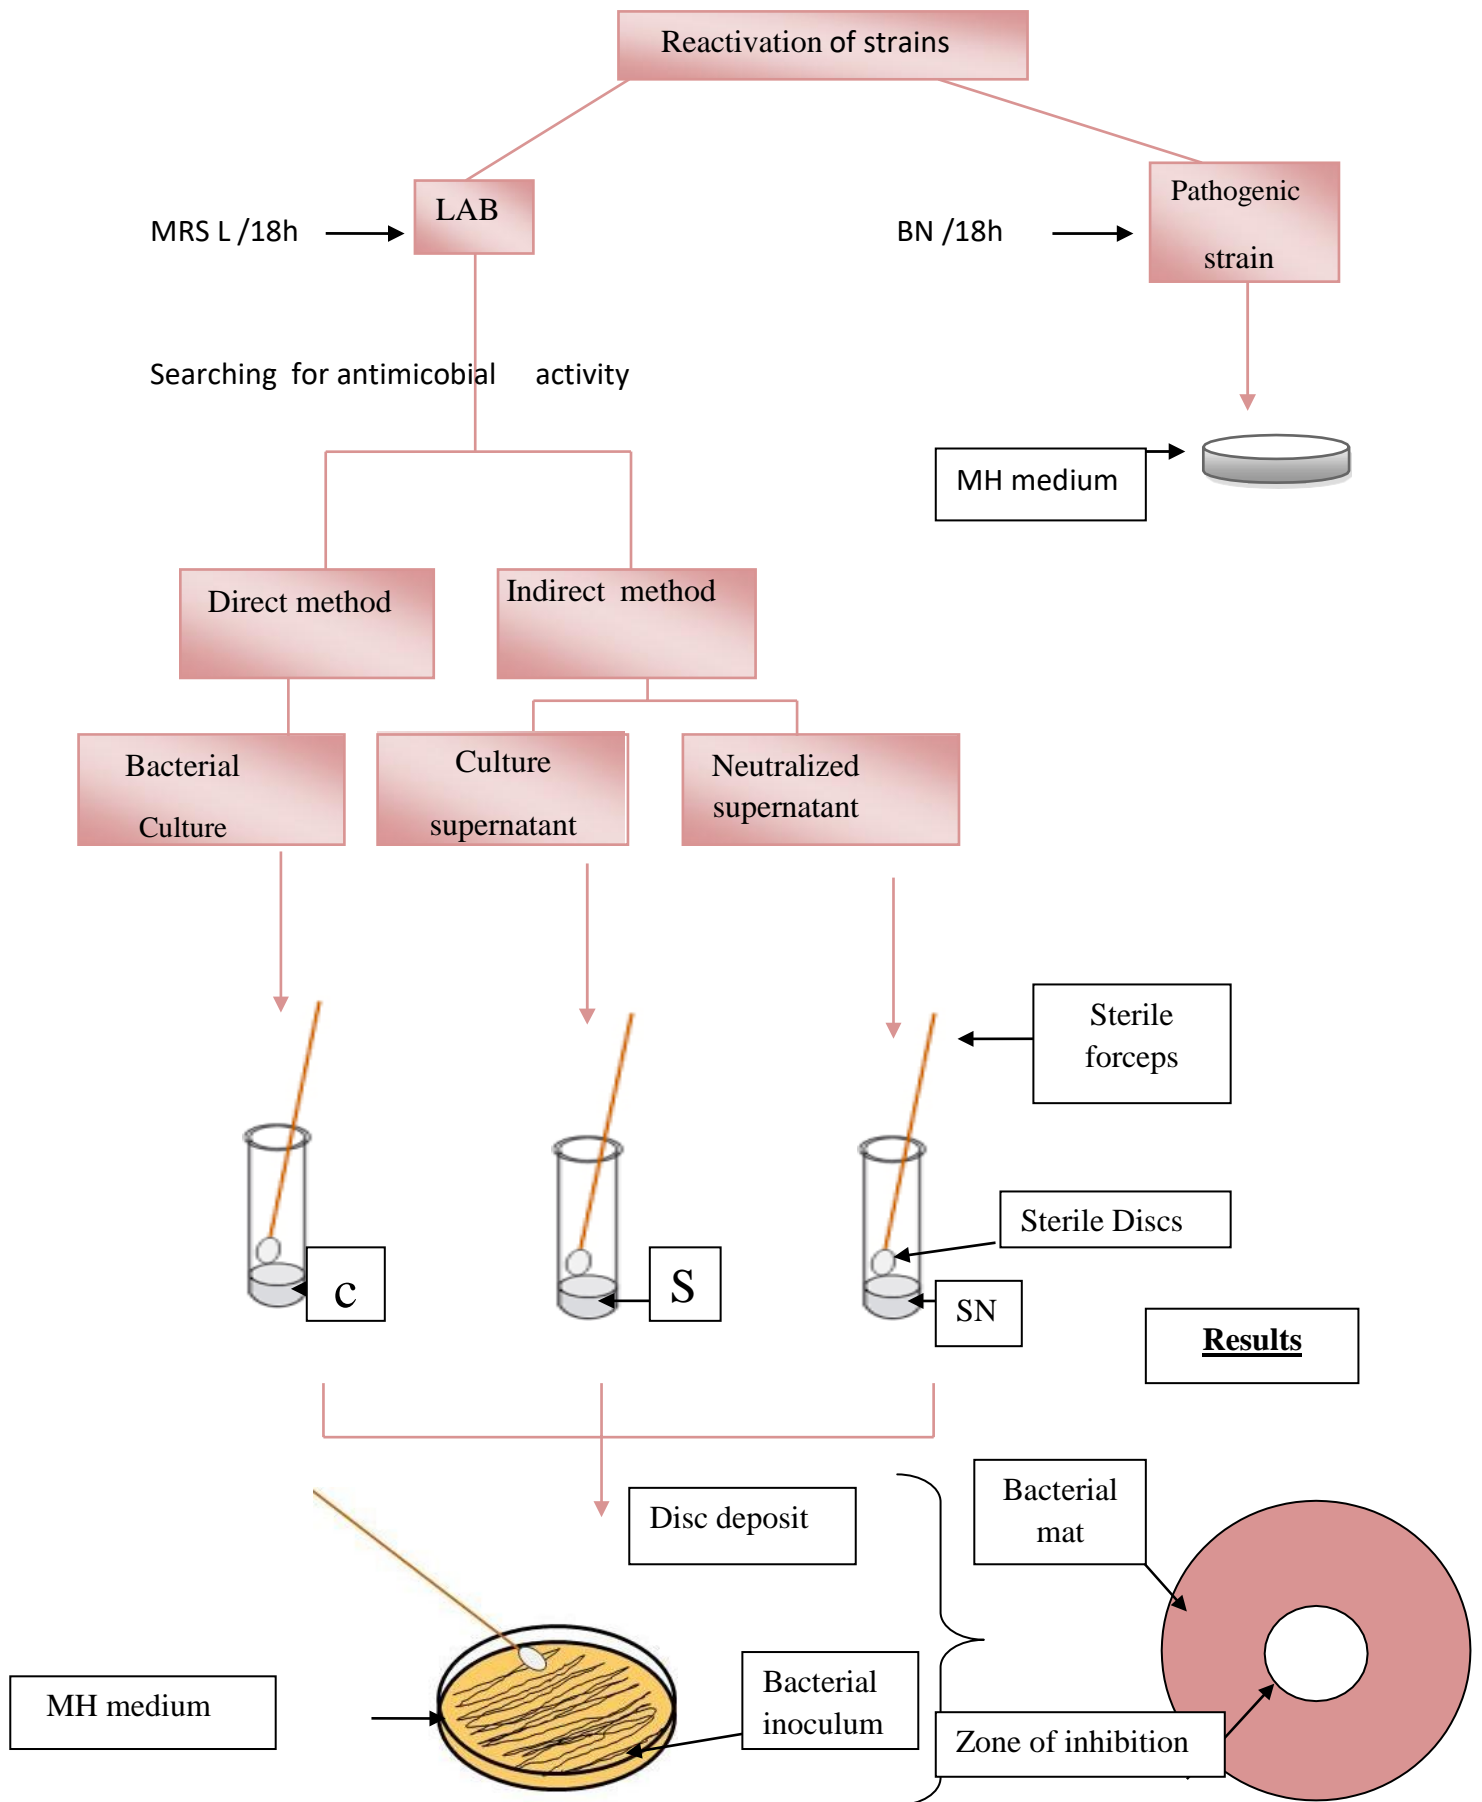 Reactivation of strains
LAB
Pathogenic
strain
MRS L /18h
BN /18h
Searching for antimicobial activity
MH medium
Direct method
Indirect method
Bacterial
Culture
Culture
supernatant
Neutralized
supernatant
Sterile
forceps
Sterile Discs
c
S
SN
Results
Disc deposit
Bacterial
mat
MH medium
Bacterial
inoculum
Zone of inhibition